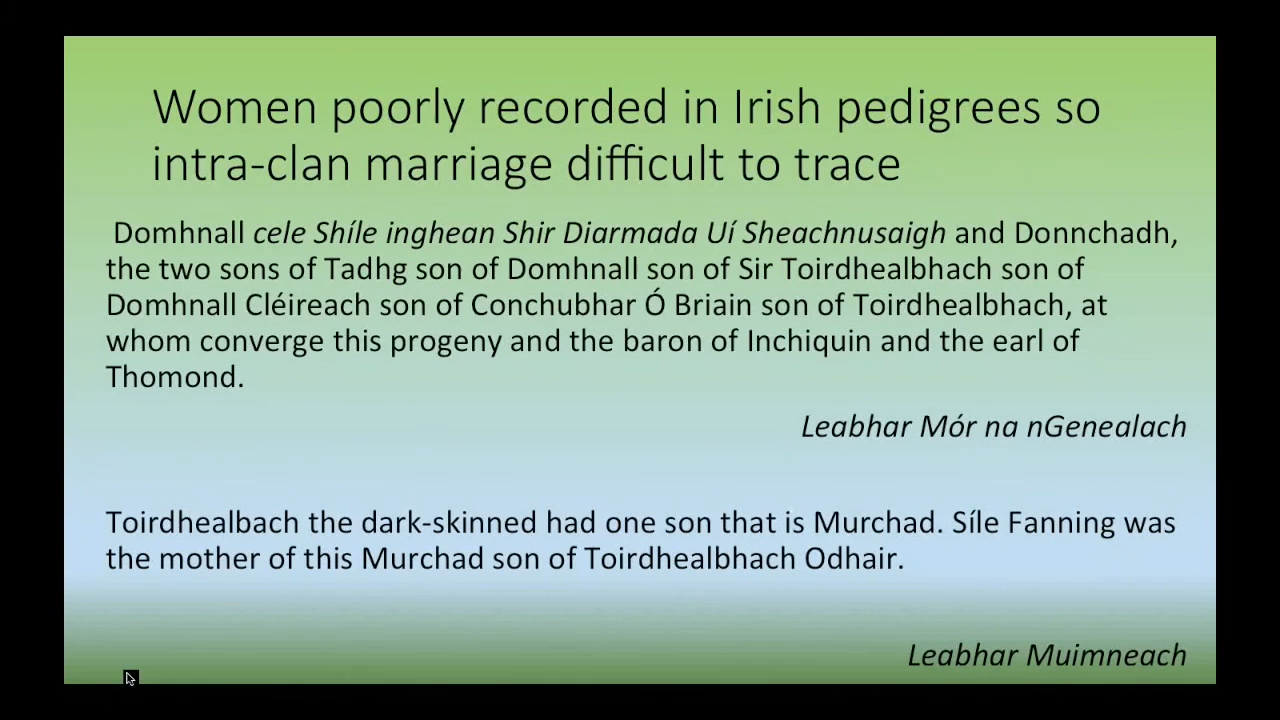 Women poorly recorded in Irish pedigrees so
intra-clan marriage difficult to trace
Domhnall cele Shíle inghean Shir Diarmada Uí Sheachnusaigh and Donnchadh,
the two sons of Tadhg son of Domhnall son of Sir Toirdhealbhach son of
Domhnall Cléireach son of Conchubhar Ó Briain son of Toirdhealbhach, at
whom converge this progeny and the baron of Inchiquin and the earl of
Thomond.
Leabhar Mór na nGenealach
Toirdhealbach the dark-skinned had one son that is Murchad. Síle Fanning was
the mother of this Murchad son of Toirdhealbhach Odhair.
Leabhar Muimneach